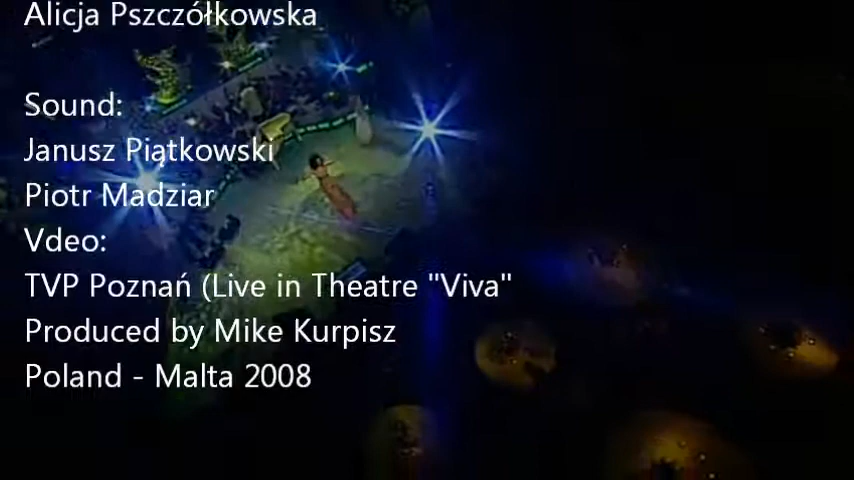 Alicja Pszczółkowska
Sound:
Janusz Piątkowski
Piotr Madziar
Vdeo:
TVP Poznań (Live in Theatre "Viva"
Produced by Mike Kurpisz
Poland - Malta 2008